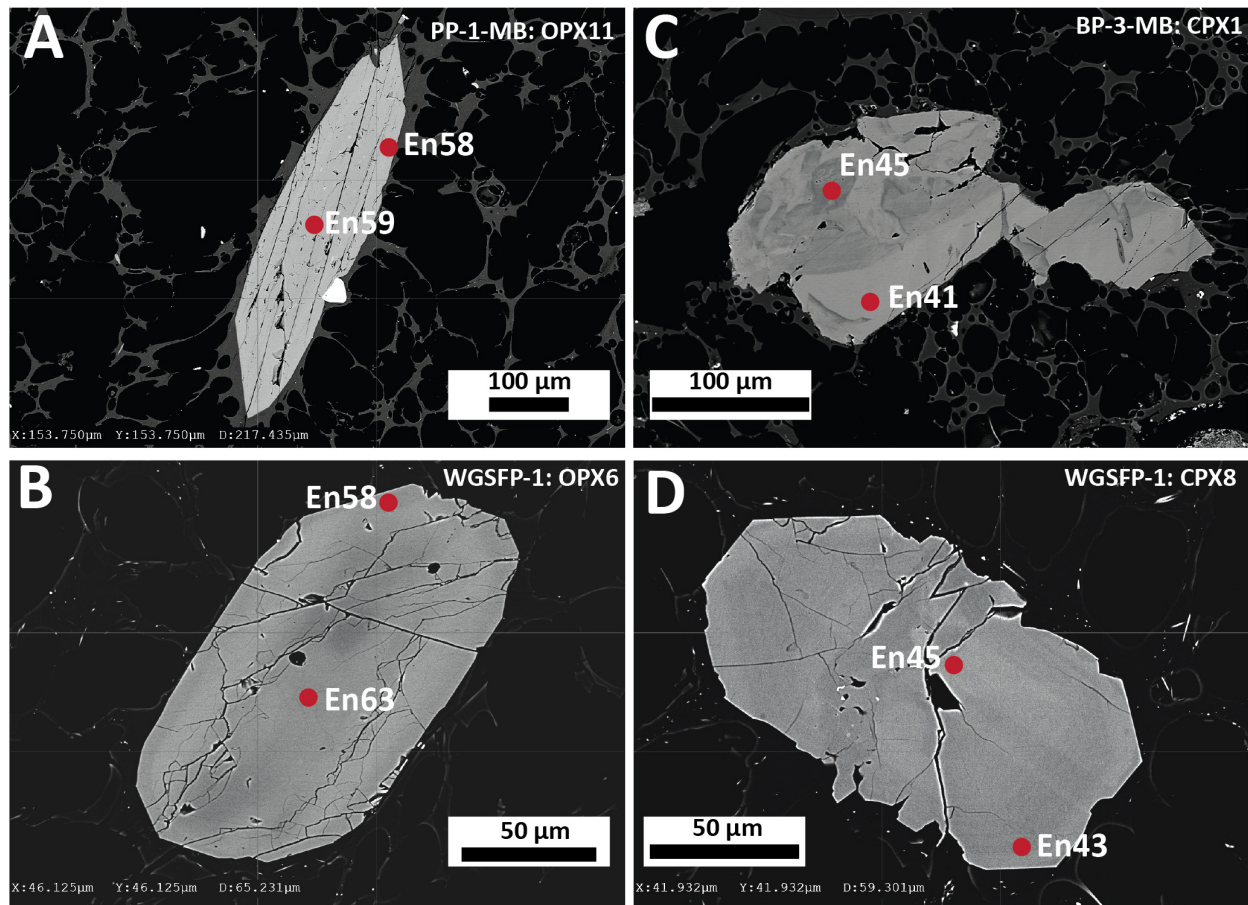 A
PP-1-MB: OPX11
En58
En59
100 μm
X:153.750μm Y:153.750μm D:217.435μm
C
BP-3-MB: CPX1
En45
En41
100 μm
B
WGSFP-1: OPX6
En58
En63
50 μm
X:46.125μm Y:46.125μm D:65.231μm
D
WGSFP-1: CPX8
En45
En43
50 μm
X:41.932μm Y:41.932μm D:59.301μm